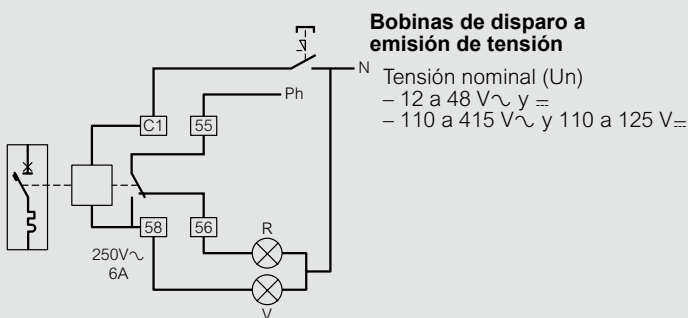 Bobinas de disparo a
emisión de tensión
N
Tensión nominal (Un)
– 12 a 48 V∿ y ⎓
– 110 a 415 V∿ y 110 a 125 V⎓
Ph
C1
55
58
56
R
250V∿
6A
V